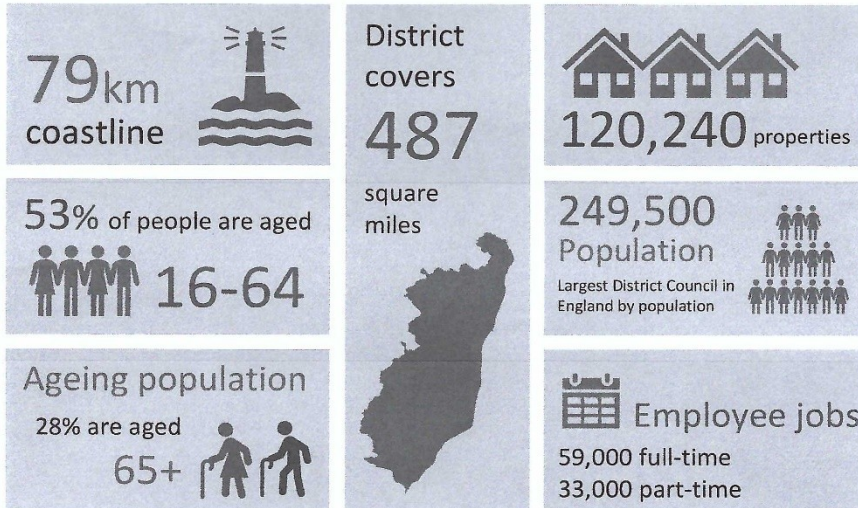 79km
coastline
53% of people are aged
16-64
Ageing population
28% are aged
65+
District
covers
487
square
miles
120,240 properties
249,500
Population
Largest District Council in
England by population
Employee jobs
59,000 full-time
33,000 part-time